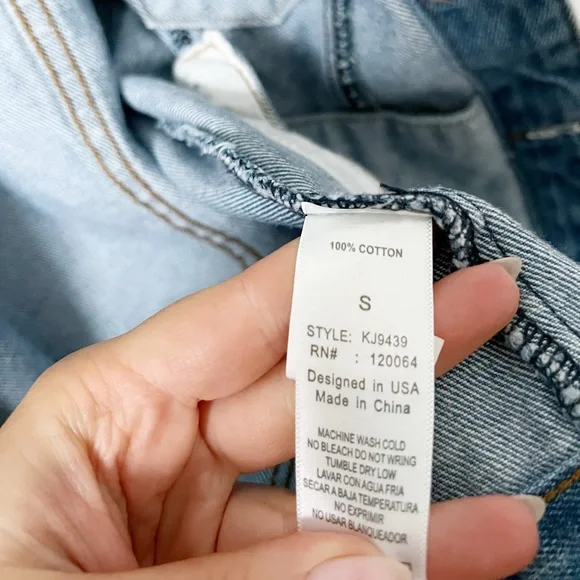 100% COTTON
S
STYLE: KJ9439
RN# : 120064
Designed in USA
Made in China
MACHINE WASH COLD
NO BLEACH DO NOT WRING
TUMBLE DRY LOW
LAVAR CON AGUA FRIA
SECAR A BAJA TEMPERATURA
NO EXPRIMIR
NO USAR BLANQUEADOR